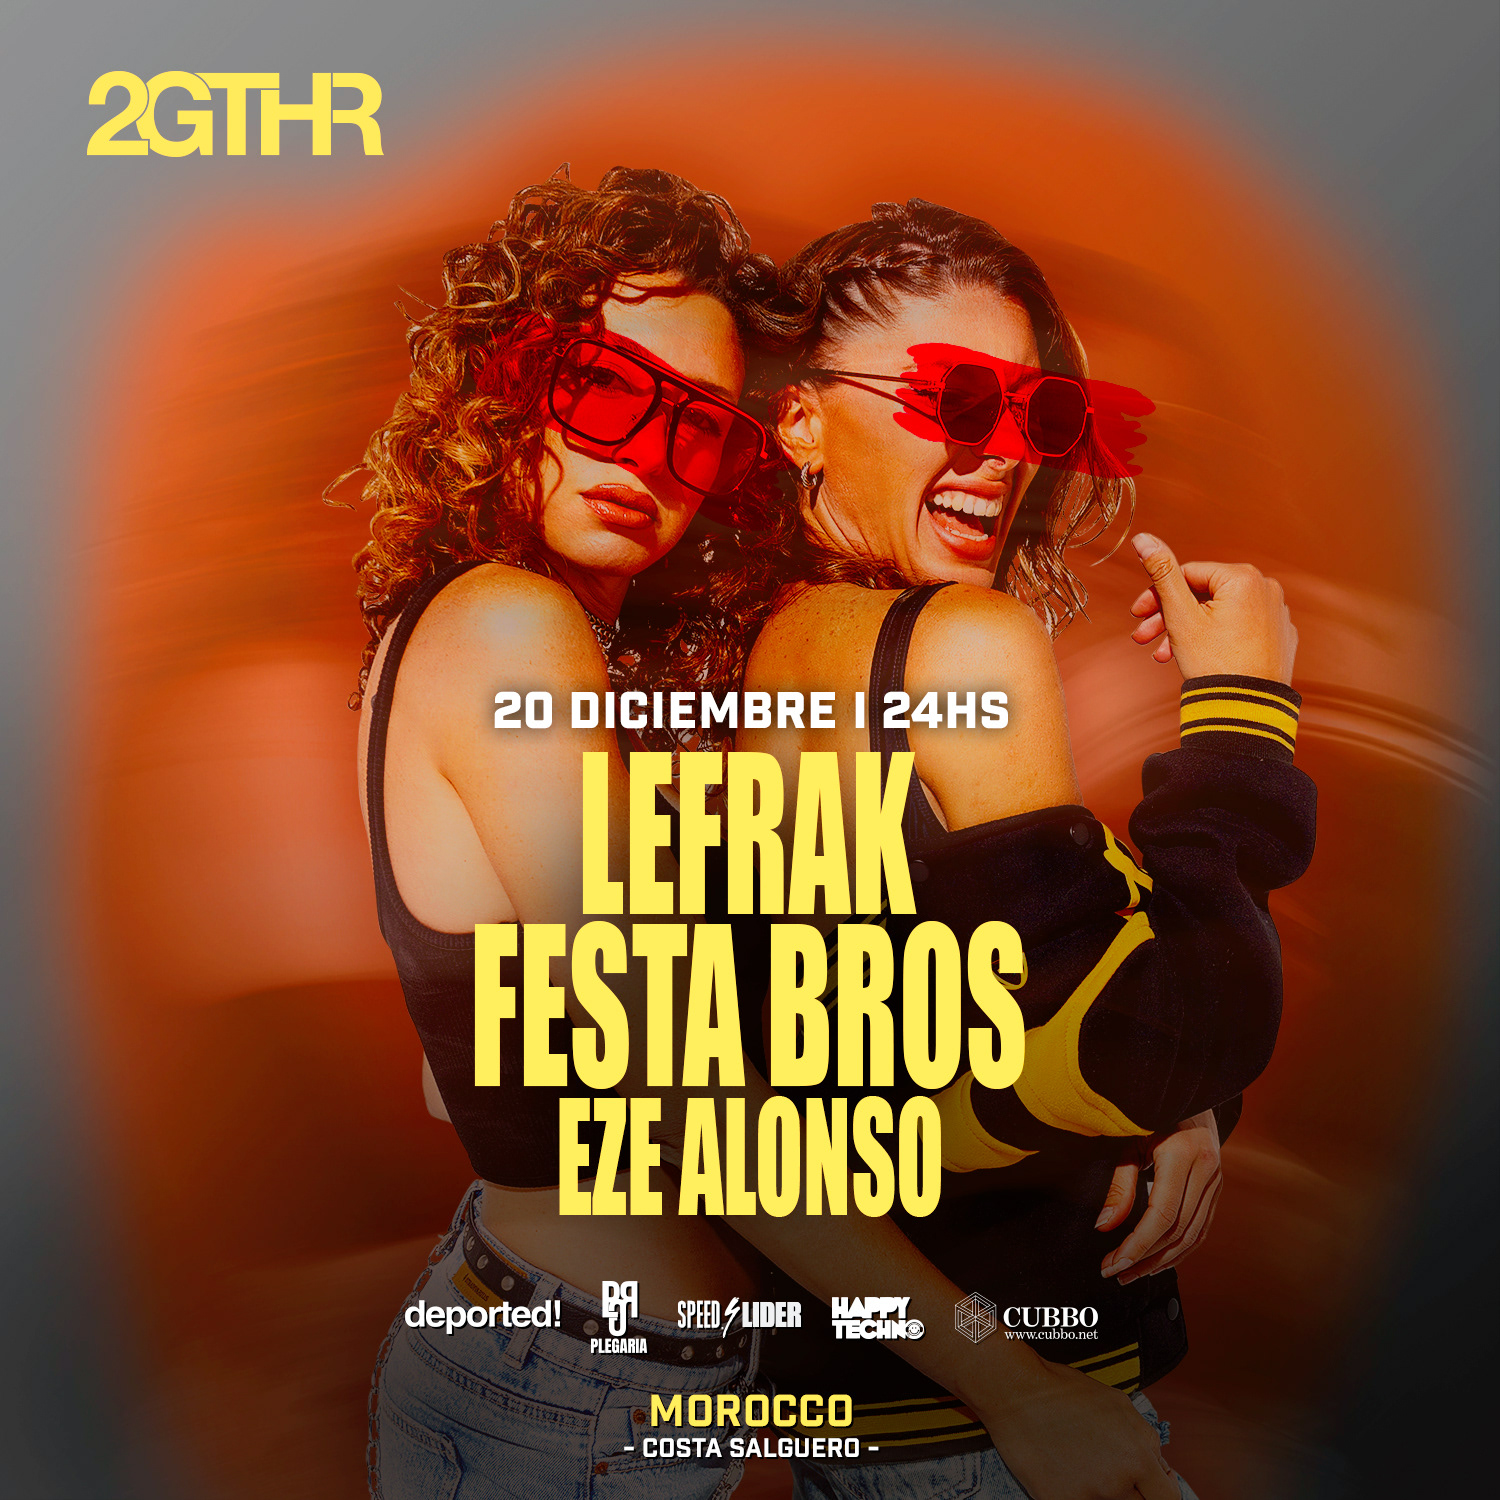 2GTHR
20 DICIEMBRE | 24HS
LEFRAK
FESTA BROS
EZE ALONSO
deported!
PLEGARIA
SPEED SLIDER
HAPPY
TECHNO
CUBBO
www.cubbo.net
MOROCCO
- COSTA SALGUERO -